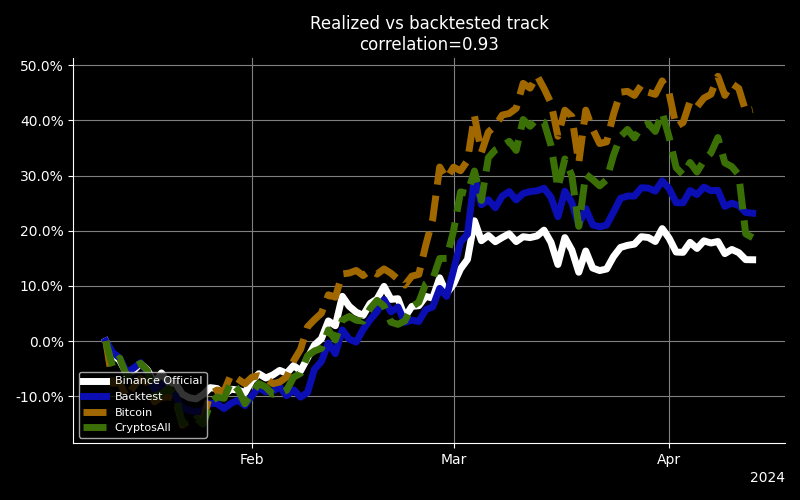 Realized vs backtested track
correlation=0.93
50.0%
40.0%
30.0%
20.0%
10.0%
0.0%
-10.0%
Binance Official
Backtest
Bitcoin
CryptosAll
Feb
Mar
Apr
2024